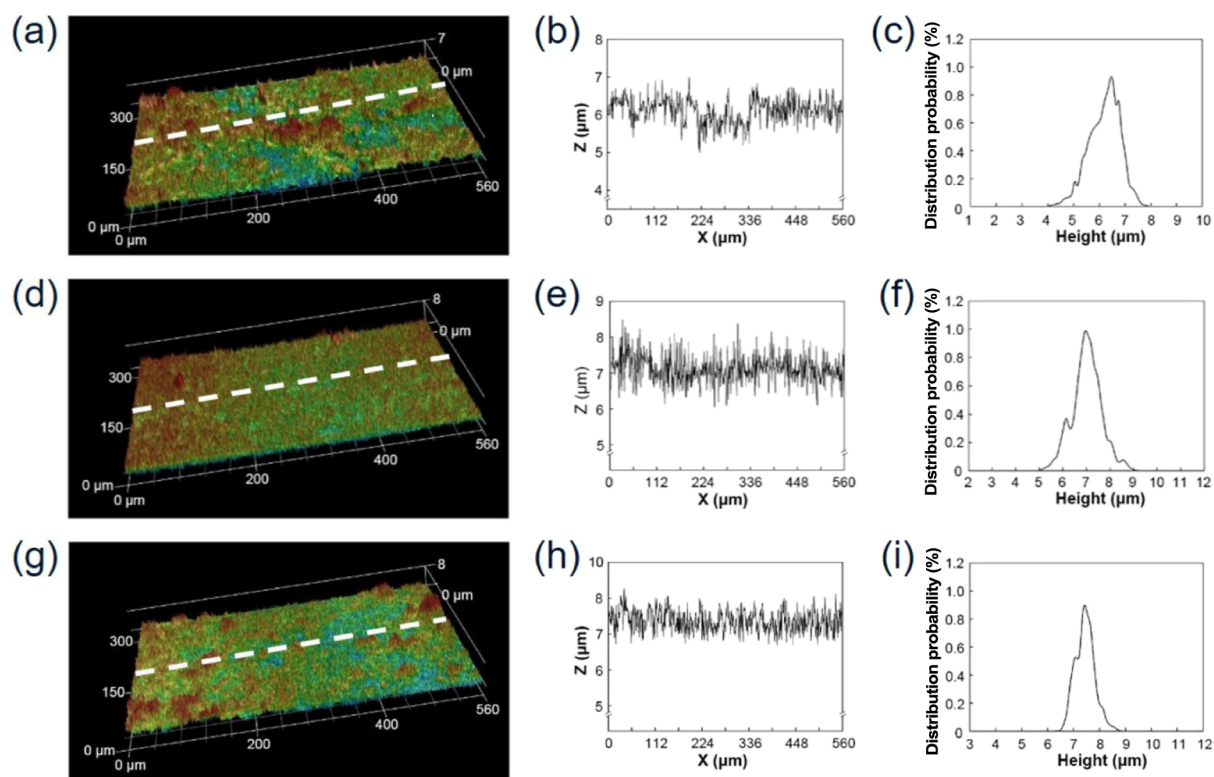 (a)
7
0 µm
300
150
0 µm
0 µm
200
400
560
(b)
8
7
6
5
4
Z (µm)
0 112 224 336 448 560
X (µm)
(c)
1.2
1.0
0.8
0.6
0.4
0.2
0
Distribution probability (%)
1 2 3 4 5 6 7 8 9 10
Height (µm)
(d)
8
0 µm
300
150
0 µm
0 µm
200
400
560
(e)
9
8
7
6
5
Z (µm)
0 112 224 336 448 560
X (µm)
(f)
1.2
1.0
0.8
0.6
0.4
0.2
0
Distribution probability (%)
2 3 4 5 6 7 8 9 10 11 12
Height (µm)
(g)
8
0 µm
300
150
0 µm
0 µm
200
400
560
(h)
10
9
8
7
6
5
Z (µm)
0 112 224 336 448 560
X (µm)
(i)
1.2
1.0
0.8
0.6
0.4
0.2
0
Distribution probability (%)
3 4 5 6 7 8 9 10 11 12
Height (µm)